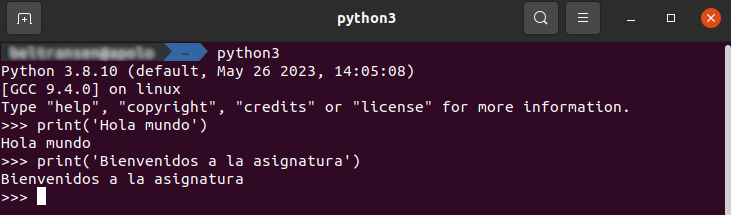 python3
~ python3
Python 3.8.10 (default, May 26 2023, 14:05:08)
[GCC 9.4.0] on linux
Type "help", "copyright", "credits" or "license" for more information.
>>> print('Hola mundo')
Hola mundo
>>> print('Bienvenidos a la asignatura')
Bienvenidos a la asignatura
>>>